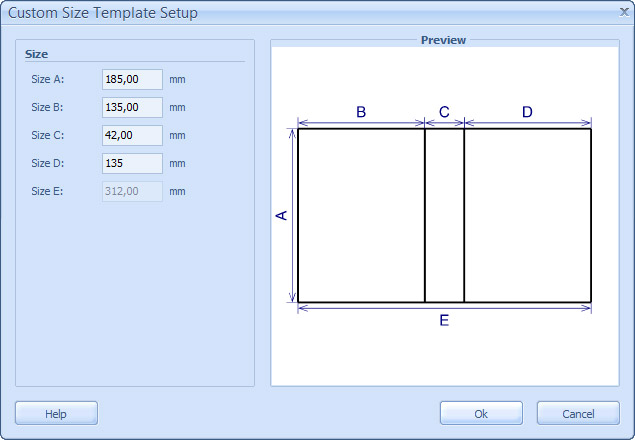 Custom Size Template Setup
Size
Size A: 185,00 mm
Size B: 135,00 mm
Size C: 42,00 mm
Size D: 135 mm
Size E: 312,00 mm
Preview
B C D
A
E
Help
Ok
Cancel